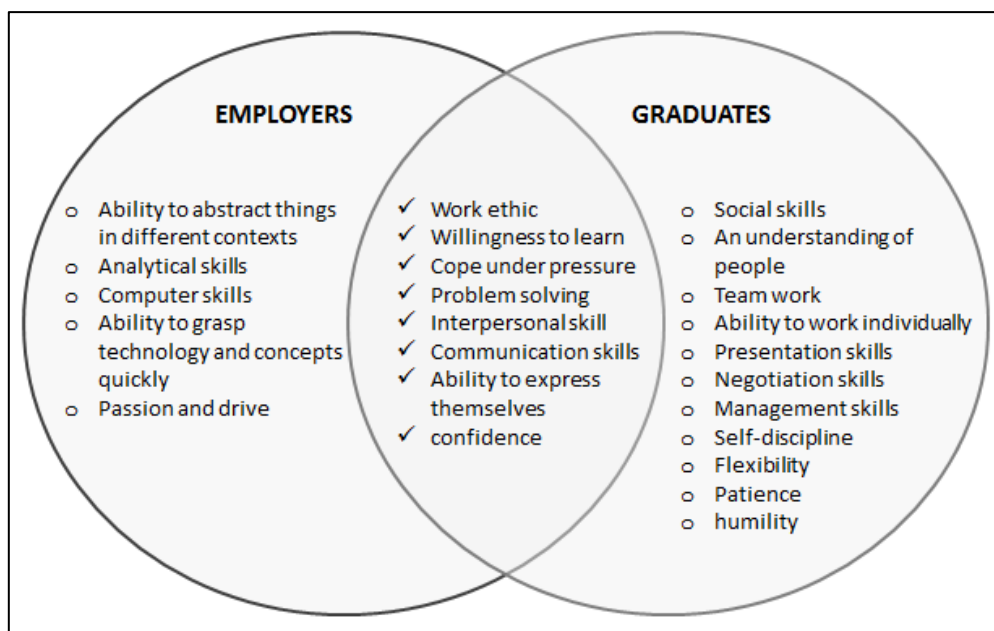 EMPLOYERS
GRADUATES
o Ability to abstract things
in different contexts
o Analytical skills
o Computer skills
o Ability to grasp
technology and concepts
quickly
o Passion and drive
✓ Work ethic
✓ Willingness to learn
✓ Cope under pressure
✓ Problem solving
✓ Interpersonal skill
✓ Communication skills
✓ Ability to express
themselves
✓ confidence
o Social skills
o An understanding of
people
o Team work
o Ability to work individually
o Presentation skills
o Negotiation skills
o Management skills
o Self-discipline
o Flexibility
o Patience
o humility